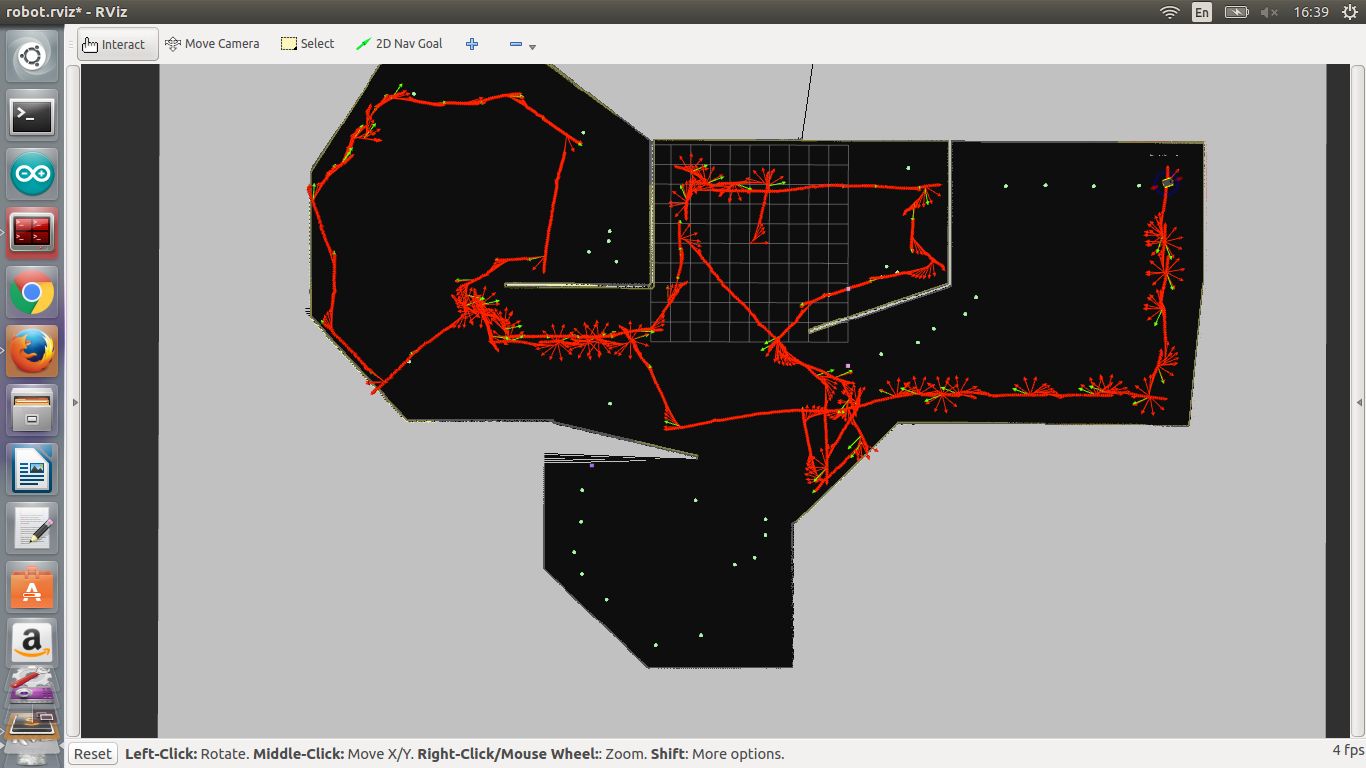 robot.rviz* - RViz
En
16:39
Interact
Move Camera
Select
2D Nav Goal
Reset
Left-Click: Rotate. Middle-Click: Move X/Y. Right-Click/Mouse Wheel:: Zoom. Shift: More options.
4 fps